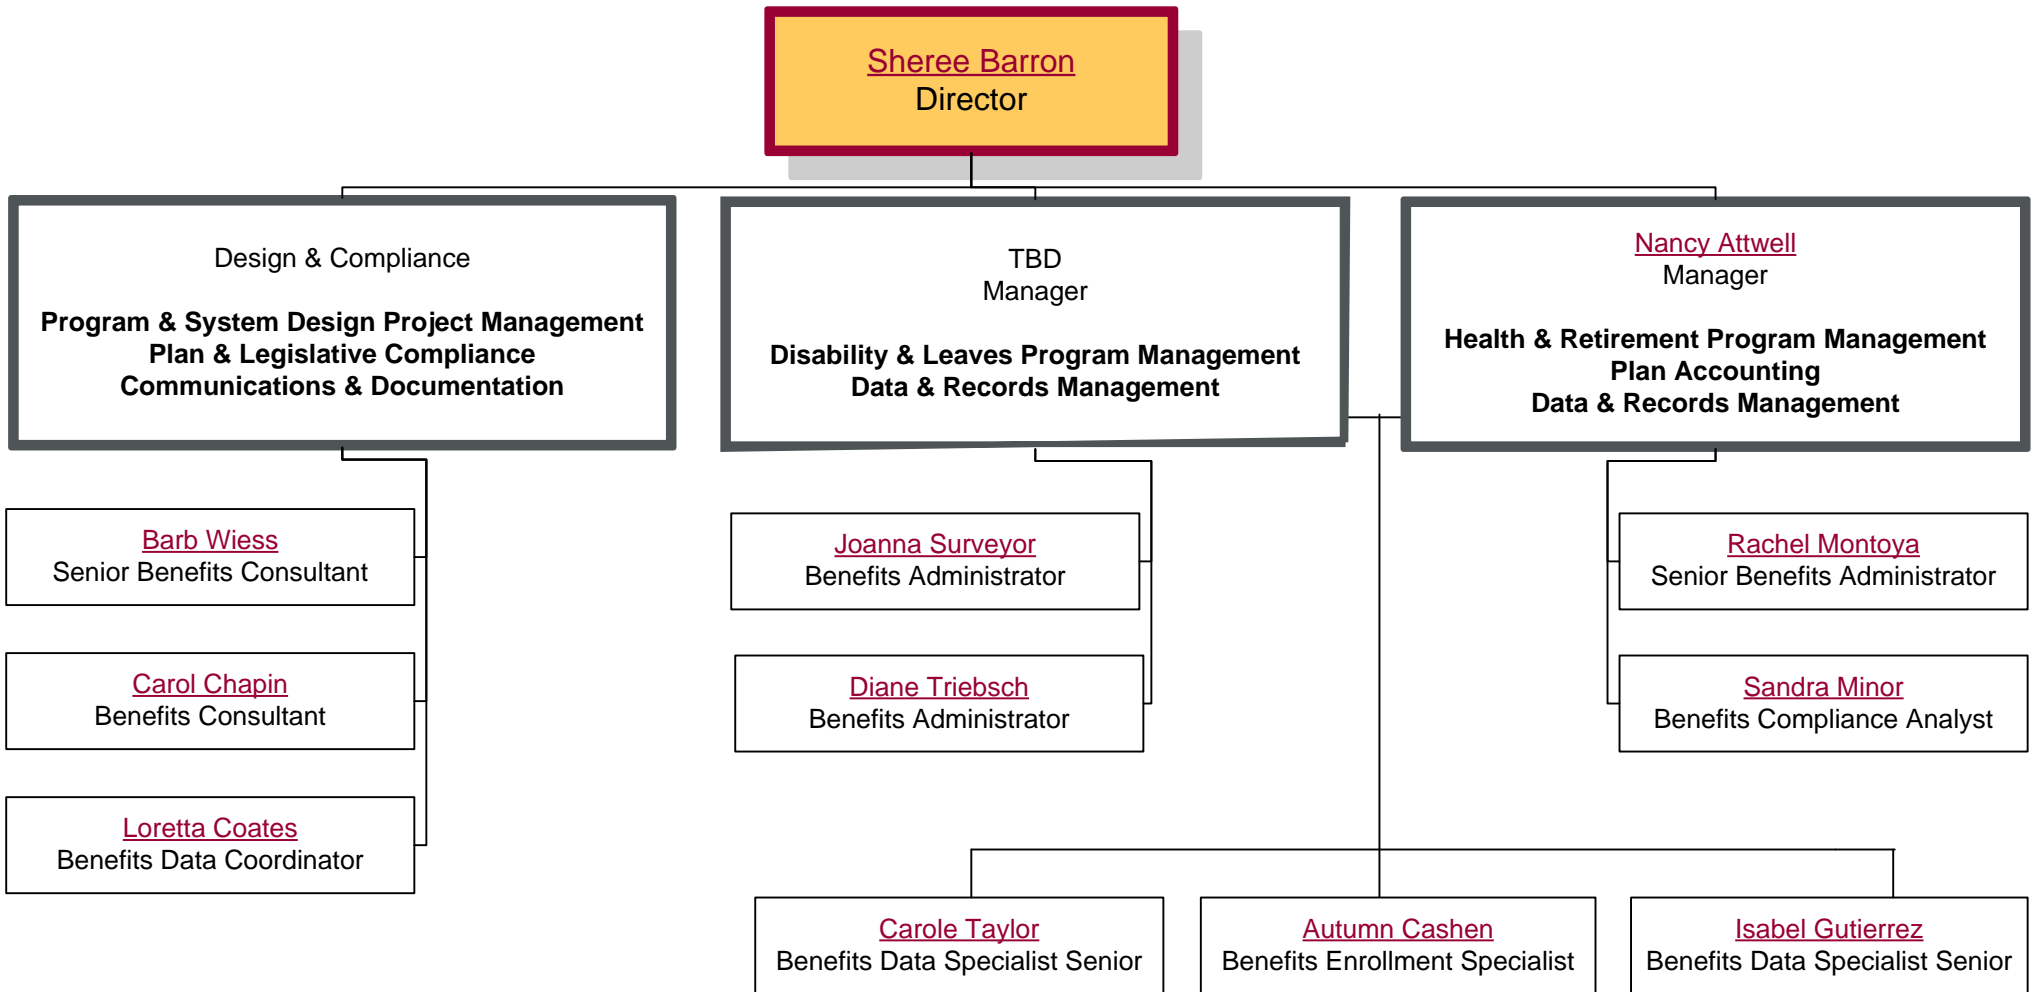 Sheree Barron
Director
Design & Compliance
Program & System Design Project Management
Plan & Legislative Compliance
Communications & Documentation
TBD
Manager
Disability & Leaves Program Management
Data & Records Management
Nancy Attwell
Manager
Health & Retirement Program Management
Plan Accounting
Data & Records Management
Barb Wiess
Senior Benefits Consultant
Carol Chapin
Benefits Consultant
Loretta Coates
Benefits Data Coordinator
Joanna Surveyor
Benefits Administrator
Diane Triebsch
Benefits Administrator
Rachel Montoya
Senior Benefits Administrator
Sandra Minor
Benefits Compliance Analyst
Carole Taylor
Benefits Data Specialist Senior
Autumn Cashen
Benefits Enrollment Specialist
Isabel Gutierrez
Benefits Data Specialist Senior